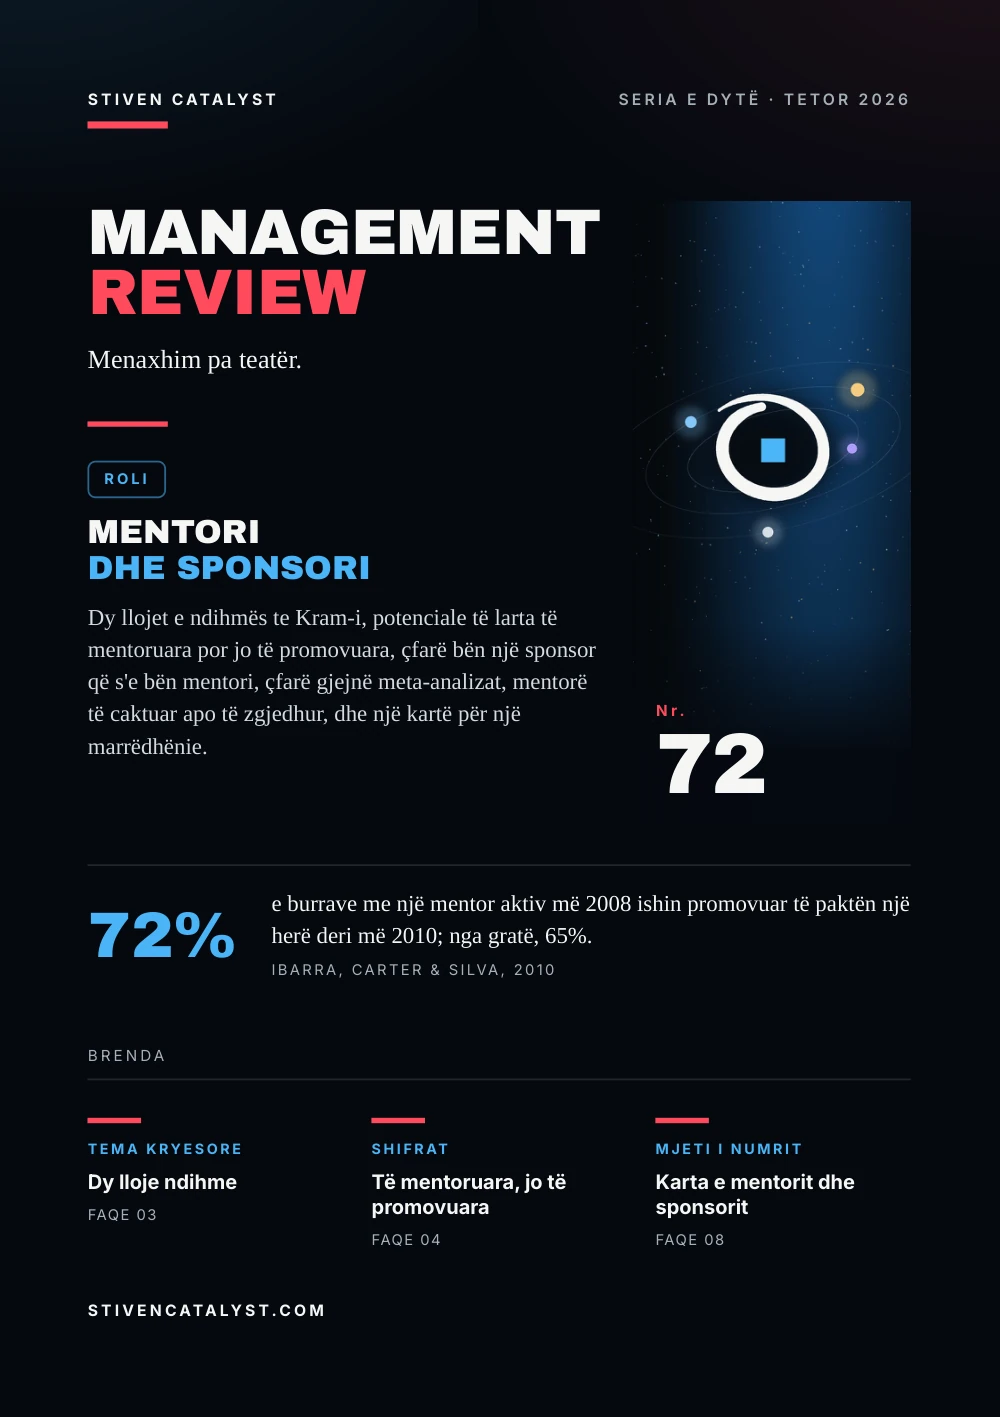 STIVEN CATALYST
SERIA E DYTË · TETOR 2026
MANAGEMENT
REVIEW
Menaxhim pa teatër.
ROLI
MENTORI
DHE SPONSORI
Dy llojet e ndihmës te Kram-i, potenciale të larta të
mentoruara por jo të promovuara, çfarë bën një sponsor
që s'e bën mentori, çfarë gjejnë meta-analizat, mentorë
të caktuar apo të zgjedhur, dhe një kartë për një
marrëdhënie.
Nr.
72
72%
e burrave me një mentor aktiv më 2008 ishin promovuar të paktën një
herë deri më 2010; nga gratë, 65%.
IBARRA, CARTER & SILVA, 2010
BRENDA
TEMA KRYESORE
Dy lloje ndihme
FAQE 03
SHIFRAT
Të mentoruara, jo të
promovuara
FAQE 04
MJETI I NUMRIT
Karta e mentorit dhe
sponsorit
FAQE 08
STIVENCATALYST.COM